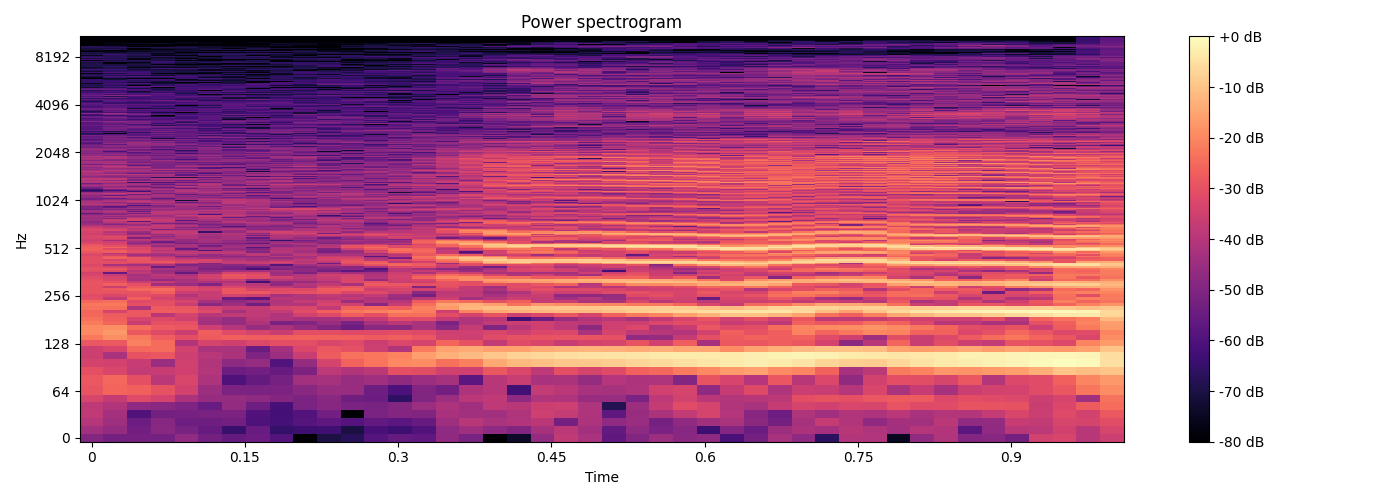 Power spectrogram
Hz
8192
4096
2048
1024
512
256
128
64
0
0 0.15 0.3 0.45 0.6 0.75 0.9
Time
+0 dB
-10 dB
-20 dB
-30 dB
-40 dB
-50 dB
-60 dB
-70 dB
-80 dB